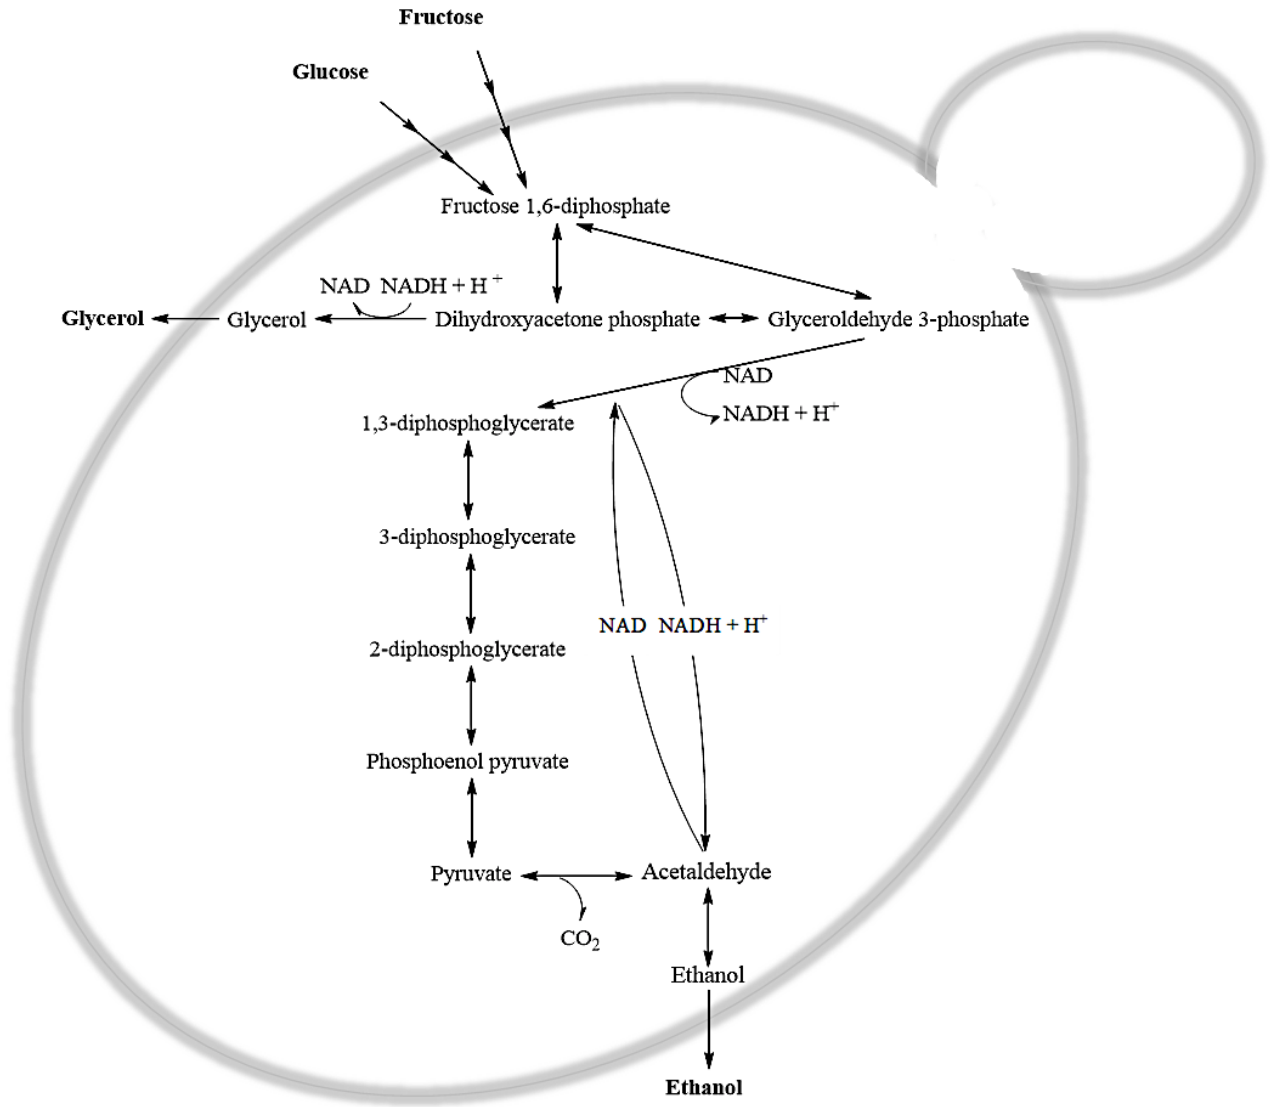 Fructose
Glucose
Fructose 1,6-diphosphate
NAD NADH + H+
Glycerol
Glycerol
Dihydroxyacetone phosphate
Glyceroldehyde 3-phosphate
NAD
NADH + H+
1,3-diphosphoglycerate
3-diphosphoglycerate
NAD NADH + H+
2-diphosphoglycerate
Phosphoenol pyruvate
Pyruvate
Acetaldehyde
CO2
Ethanol
Ethanol